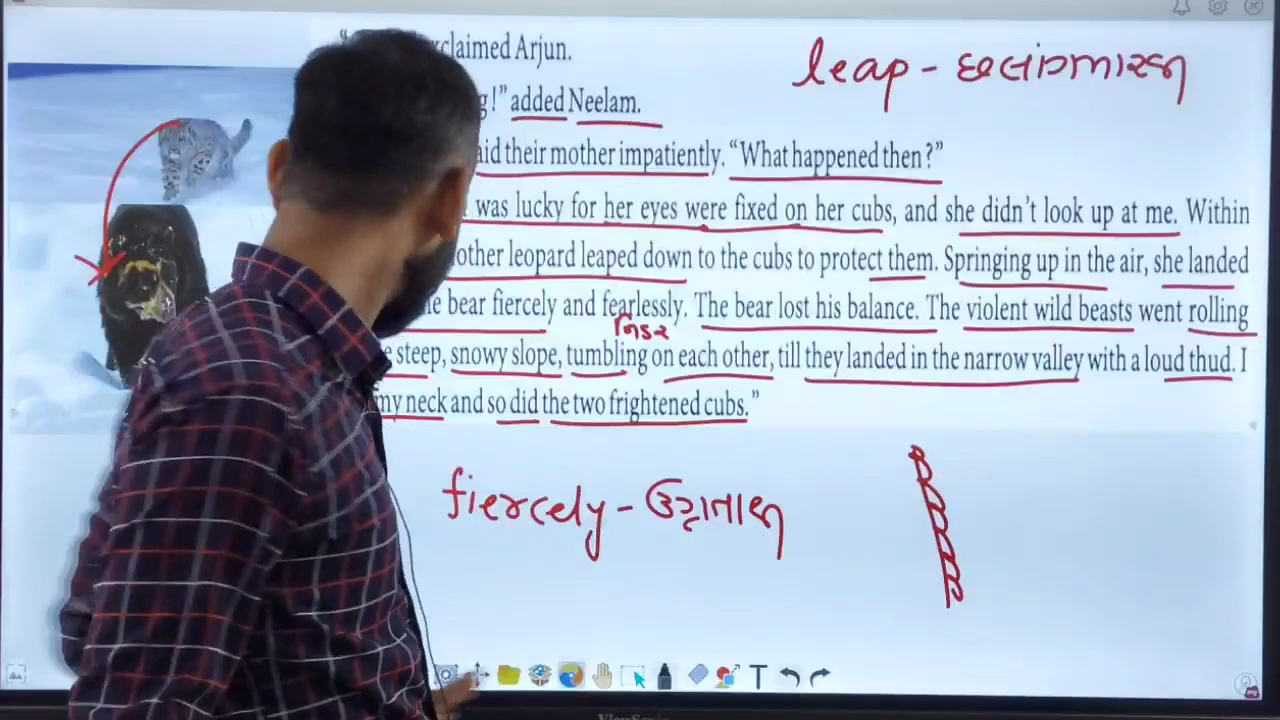 leap - છલાંગ મારવી
claimed Arjun.
g!” added Neelam.
aid their mother impatiently. “What happened then?”
was lucky for her eyes were fixed on her cubs, and she didn’t look up at me. Within
other leopard leaped down to the cubs to protect them. Springing up in the air, she landed
e bear fiercely and fearlessly. The bear lost his balance. The violent wild beasts went rolling
નિડર
e steep, snowy slope, tumbling on each other, till they landed in the narrow valley with a loud thud. I
my neck and so did the two frightened cubs.”
fiercely -